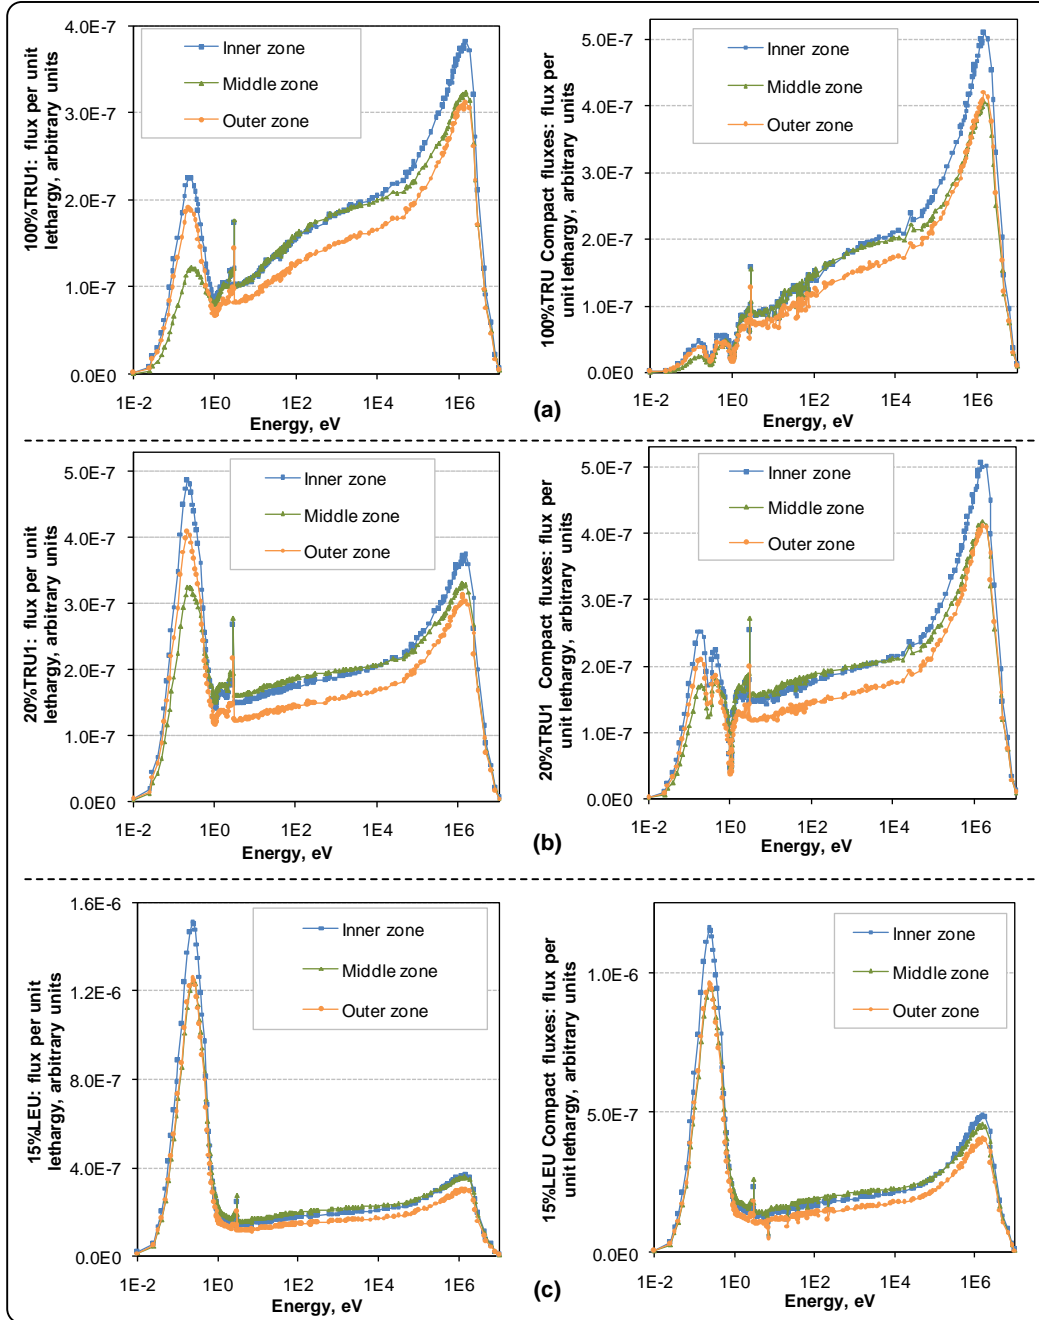 100%TRU1: flux per unit
lethargy, arbitrary units
4.0E-7
3.0E-7
2.0E-7
1.0E-7
0.0E0
Inner zone
Middle zone
Outer zone
1E-2 1E0 1E2 1E4 1E6
Energy, eV
100%TRU Compact fluxes: flux per
unit lethargy, arbitrary units
5.0E-7
4.0E-7
3.0E-7
2.0E-7
1.0E-7
0.0E0
Inner zone
Middle zone
Outer zone
1E-2 1E0 1E2 1E4 1E6
Energy, eV
(a)
20%TRU1: flux per unit
lethargy, arbitrary units
5.0E-7
4.0E-7
3.0E-7
2.0E-7
1.0E-7
0.0E0
Inner zone
Middle zone
Outer zone
1E-2 1E0 1E2 1E4 1E6
Energy, eV
20%TRU1 Compact fluxes: flux per
unit lethargy, arbitrary units
5.0E-7
4.0E-7
3.0E-7
2.0E-7
1.0E-7
0.0E0
Inner zone
Middle zone
Outer zone
1E-2 1E0 1E2 1E4 1E6
Energy, eV
(b)
15%LEU: flux per unit
lethargy, arbitrary units
1.6E-6
1.2E-6
8.0E-7
4.0E-7
0.0E0
Inner zone
Middle zone
Outer zone
1E-2 1E0 1E2 1E4 1E6
Energy, eV
15%LEU Compact fluxes: flux per
unit lethargy, arbitrary units
1.0E-6
5.0E-7
0.0E0
Inner zone
Middle zone
Outer zone
1E-2 1E0 1E2 1E4 1E6
Energy, eV
(c)